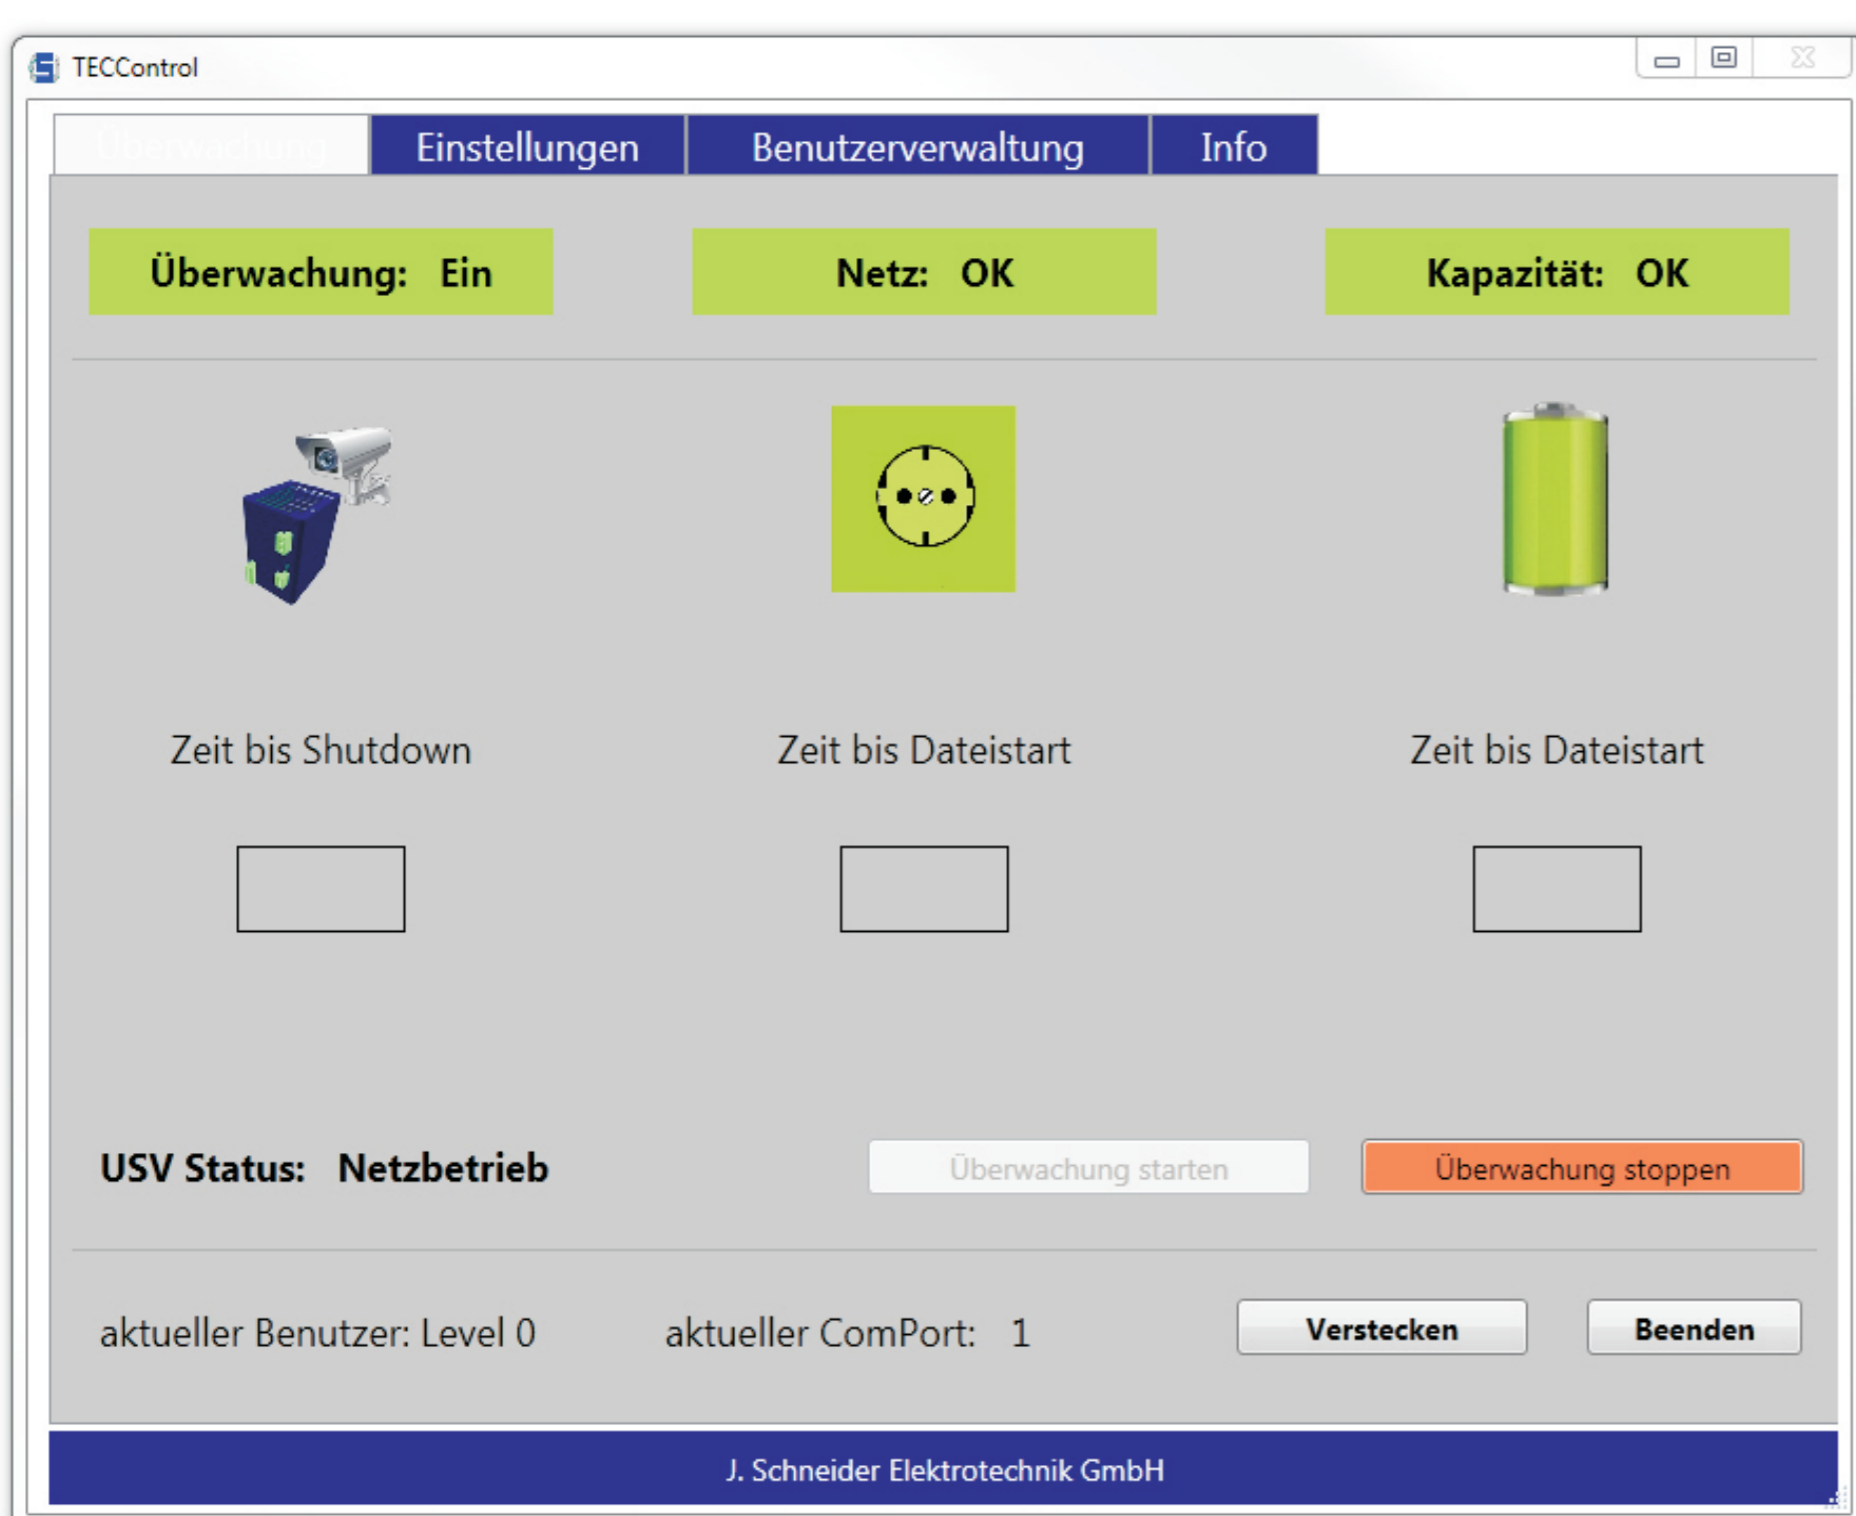 TECControl
Überwachung Einstellungen Benutzerverwaltung Info
Überwachung: Ein Netz: OK Kapazität: OK
Zeit bis Shutdown Zeit bis Dateistart Zeit bis Dateistart
USV Status: Netzbetrieb Überwachung starten Überwachung stoppen
aktueller Benutzer: Level 0 aktueller ComPort: 1 Verstecken Beenden
J. Schneider Elektrotechnik GmbH